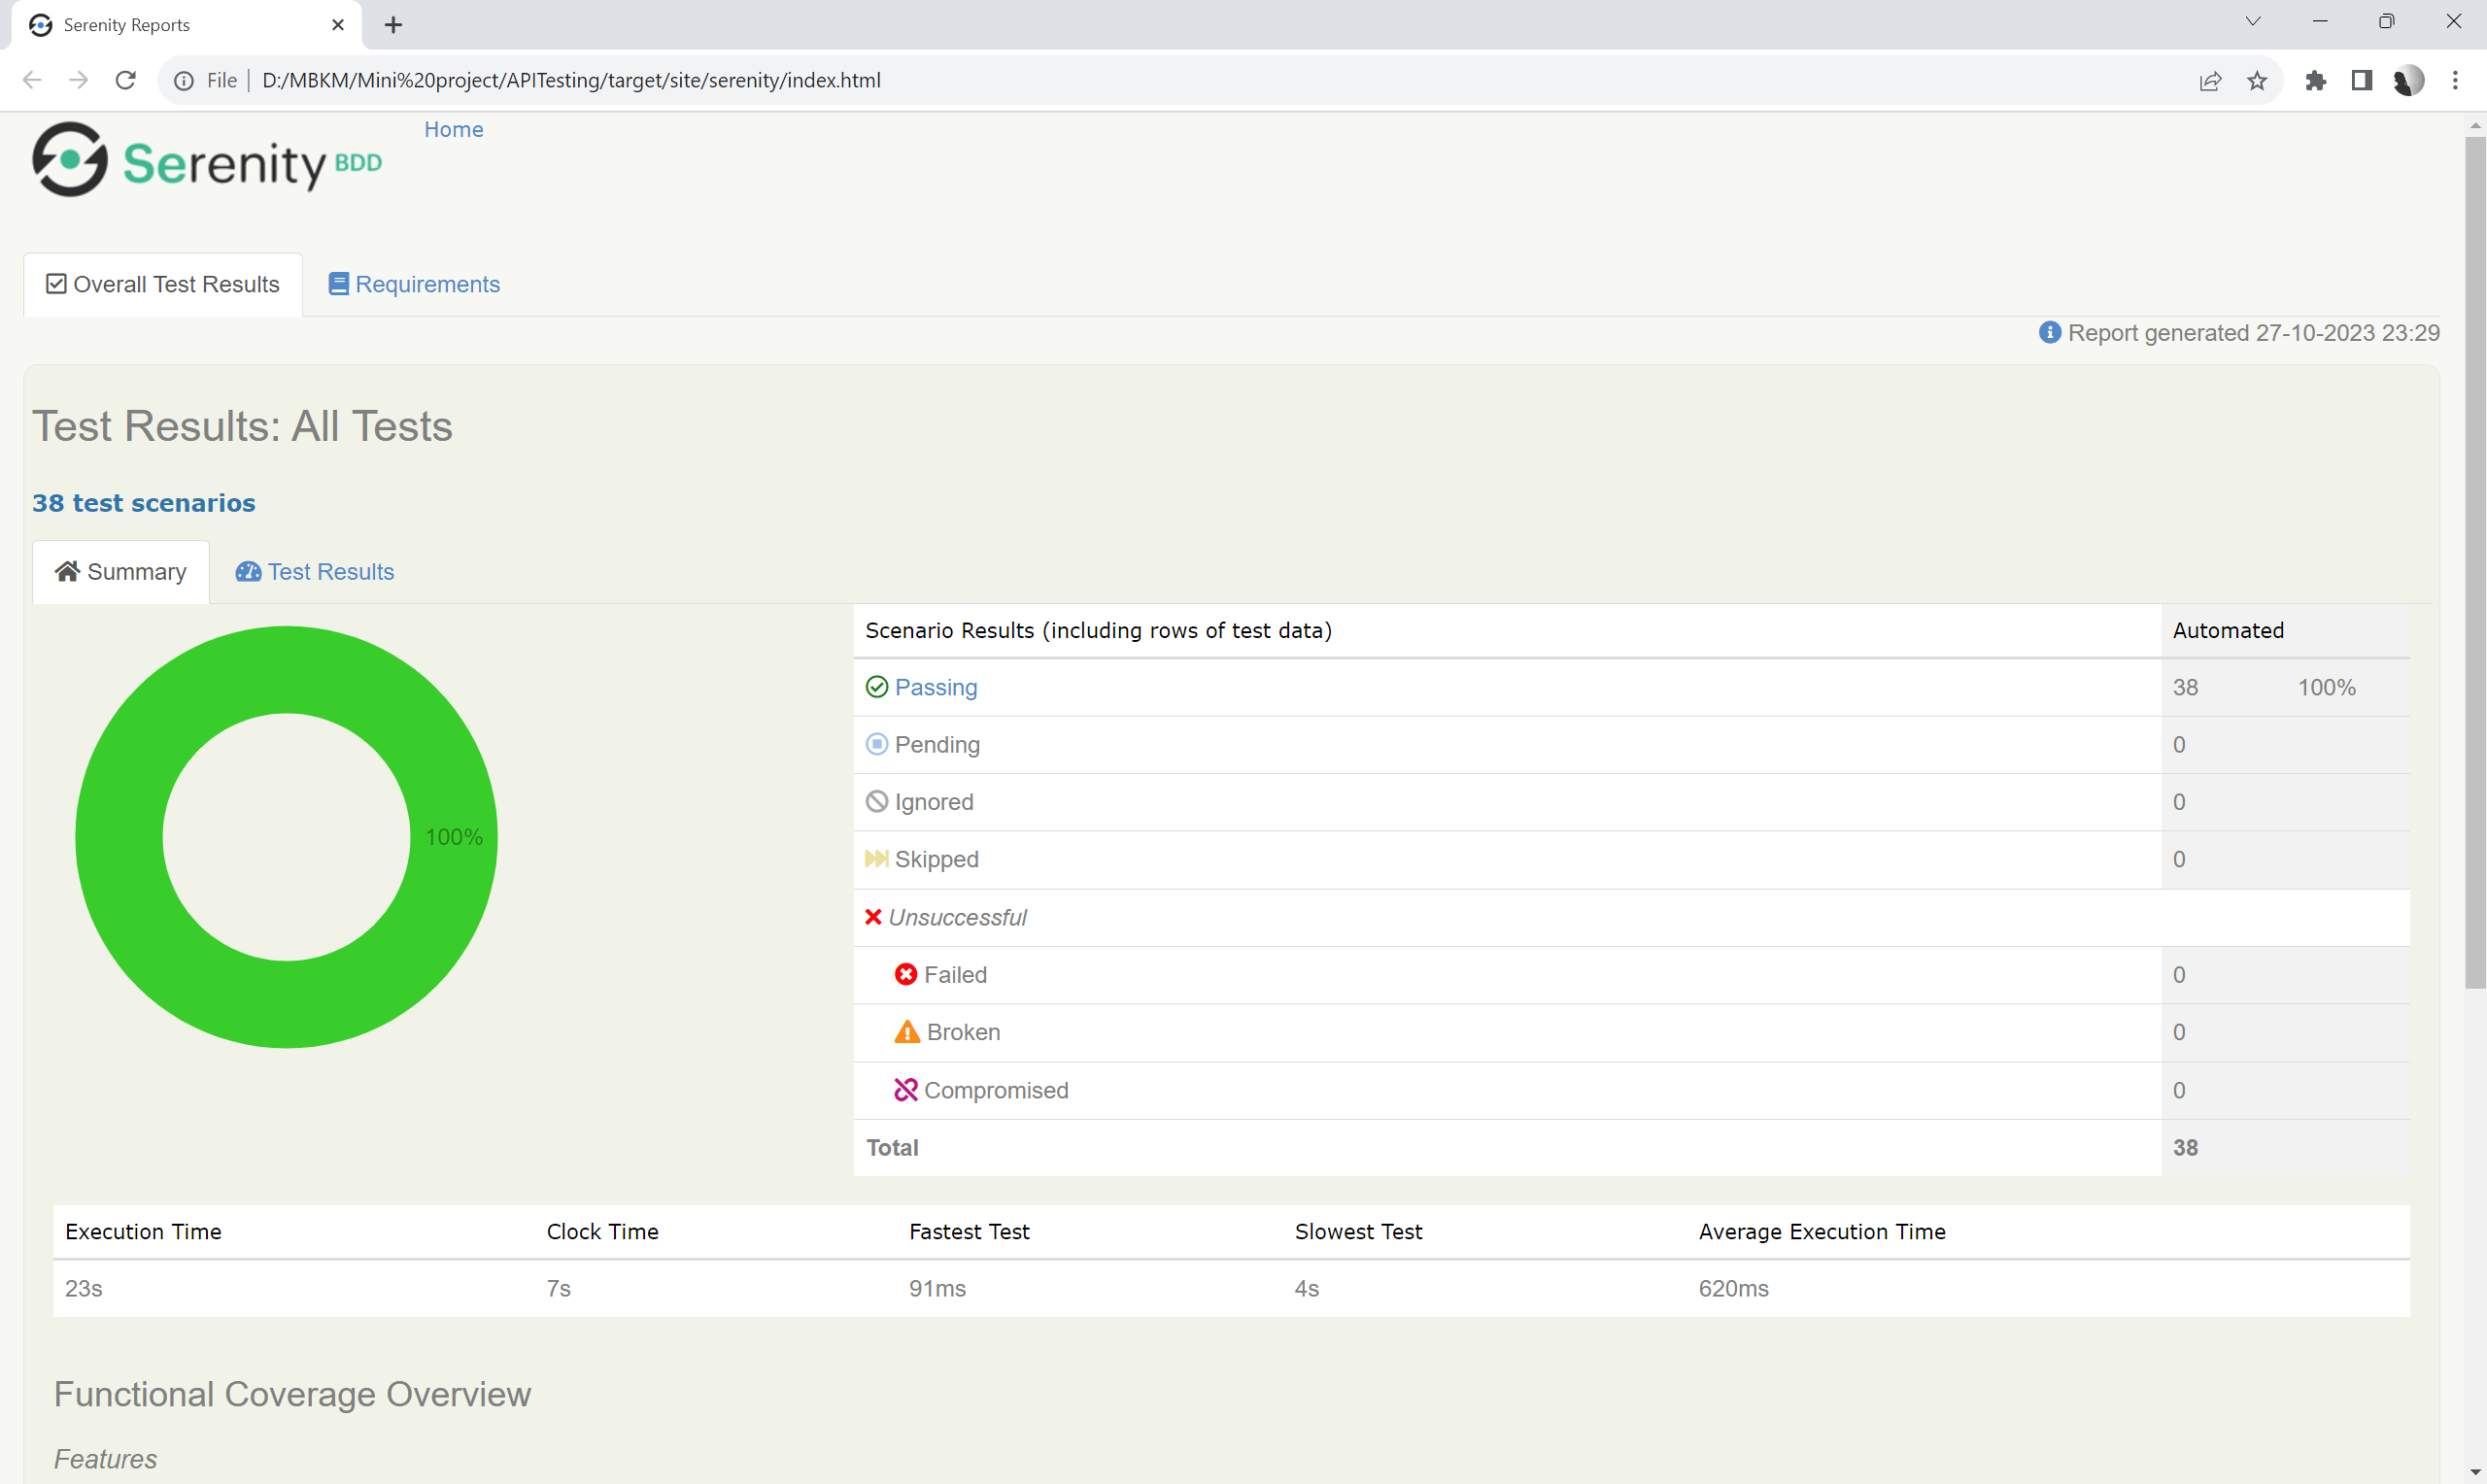 Serenity Reports
File D:/MBKM/Mini%20project/APITesting/target/site/serenity/index.html
Serenity BDD
Home
Overall Test Results Requirements
Report generated 27-10-2023 23:29
Test Results: All Tests
38 test scenarios
Summary Test Results
100%
Scenario Results (including rows of test data) Automated
Passing 38 100%
Pending 0
Ignored 0
Skipped 0
Unsuccessful
Failed 0
Broken 0
Compromised 0
Total 38
Execution Time Clock Time Fastest Test Slowest Test Average Execution Time
23s 7s 91ms 4s 620ms
Functional Coverage Overview
Features